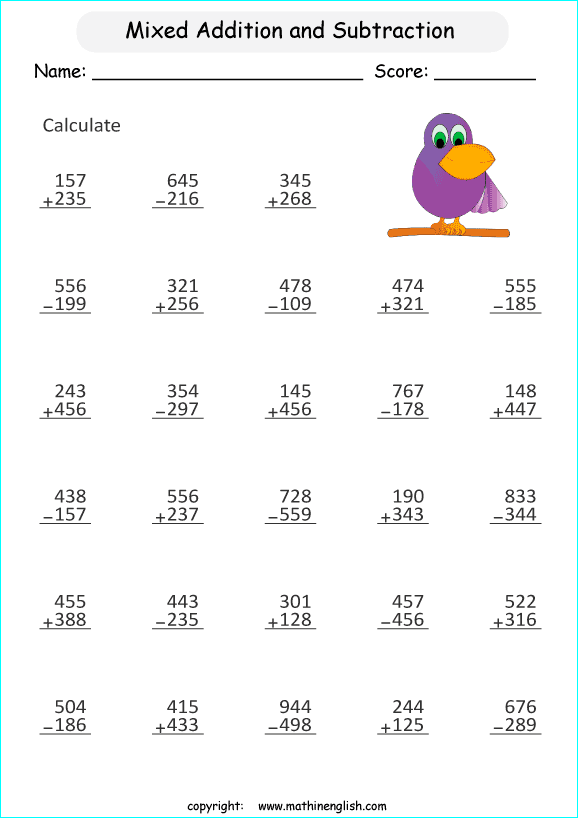 Mixed Addition and Subtraction
Name: Score:
Calculate
157 645 345
+235 −216 +268
556 321 478 474 555
−199 +256 −109 +321 −185
243 354 145 767 148
+456 −297 +456 −178 +447
438 556 728 190 833
−157 +237 −559 +343 −344
455 443 301 457 522
+388 −235 +128 −456 +316
504 415 944 244 676
−186 +433 −498 +125 −289
copyright: www.mathinenglish.com